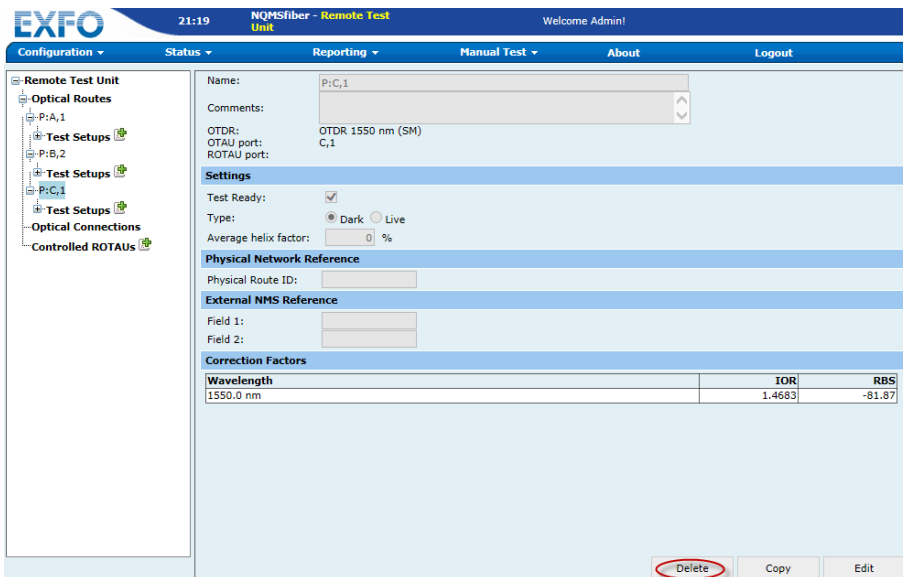 EXFO
21:19
NQMSfiber - Remote Test Unit
Welcome Admin!
Configuration Status Reporting Manual Test About Logout
Remote Test Unit
Optical Routes
P:A,1
Test Setups
P:B,2
Test Setups
P:C,1
Test Setups
Optical Connections
Controlled ROTAUs
Name: P:C,1
Comments:
OTDR: OTDR 1550 nm (SM)
OTAU port: C,1
ROTAU port:
Settings
Test Ready:
Type: Dark Live
Average helix factor: 0 %
Physical Network Reference
Physical Route ID:
External NMS Reference
Field 1:
Field 2:
Correction Factors
Wavelength IOR RBS
1550.0 nm 1.4683 -81.87
Delete Copy Edit